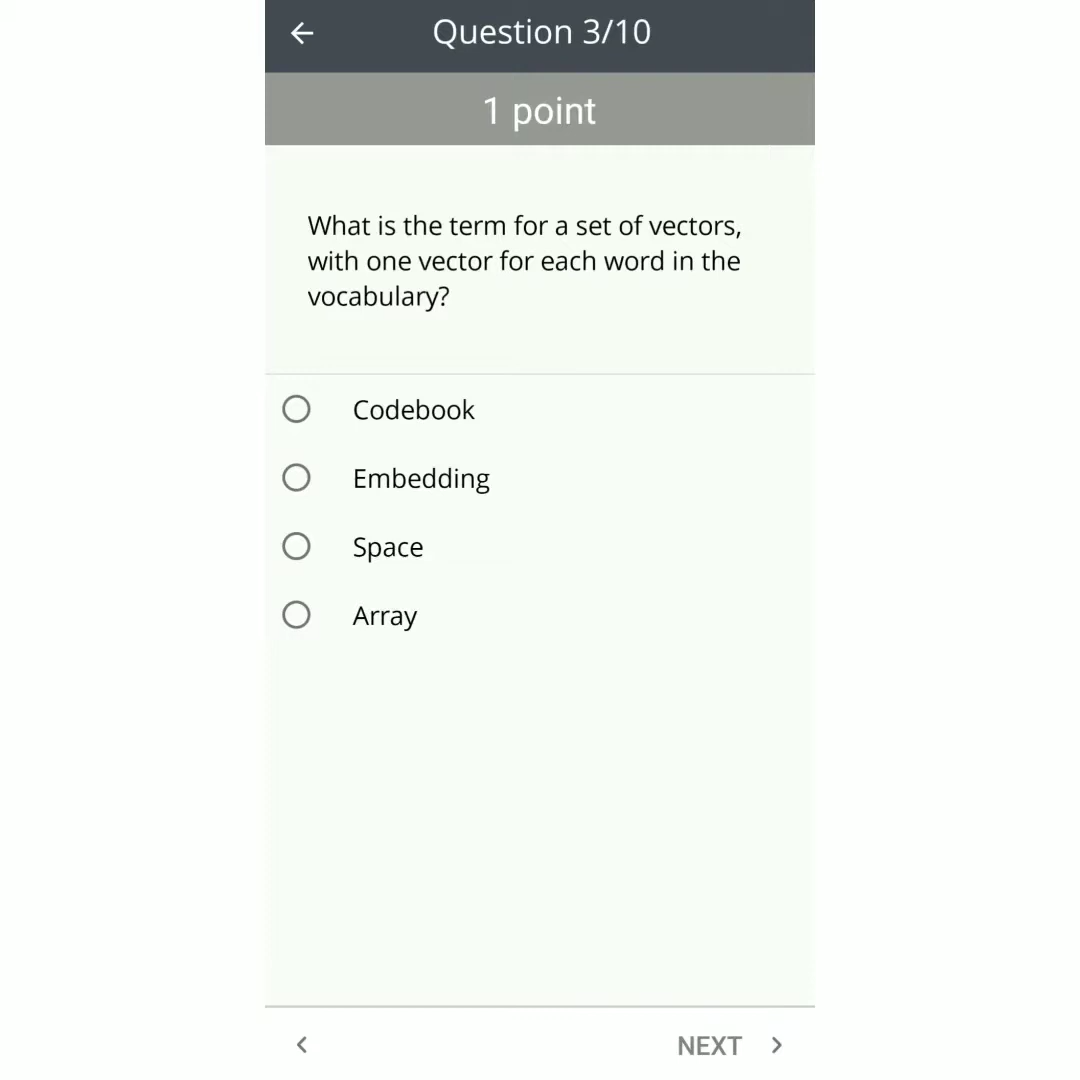 Question 3/10
1 point
What is the term for a set of vectors,
with one vector for each word in the
vocabulary?
Codebook
Embedding
Space
Array
NEXT